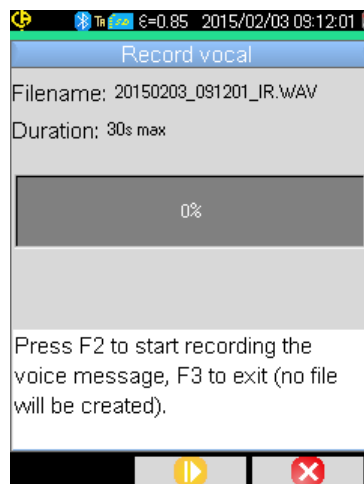 ε=0.85 2015/02/03 09:12:01
Record vocal
Filename: 20150203_091201_IR.WAV
Duration: 30s max
0%
Press F2 to start recording the
voice message, F3 to exit (no file
will be created).